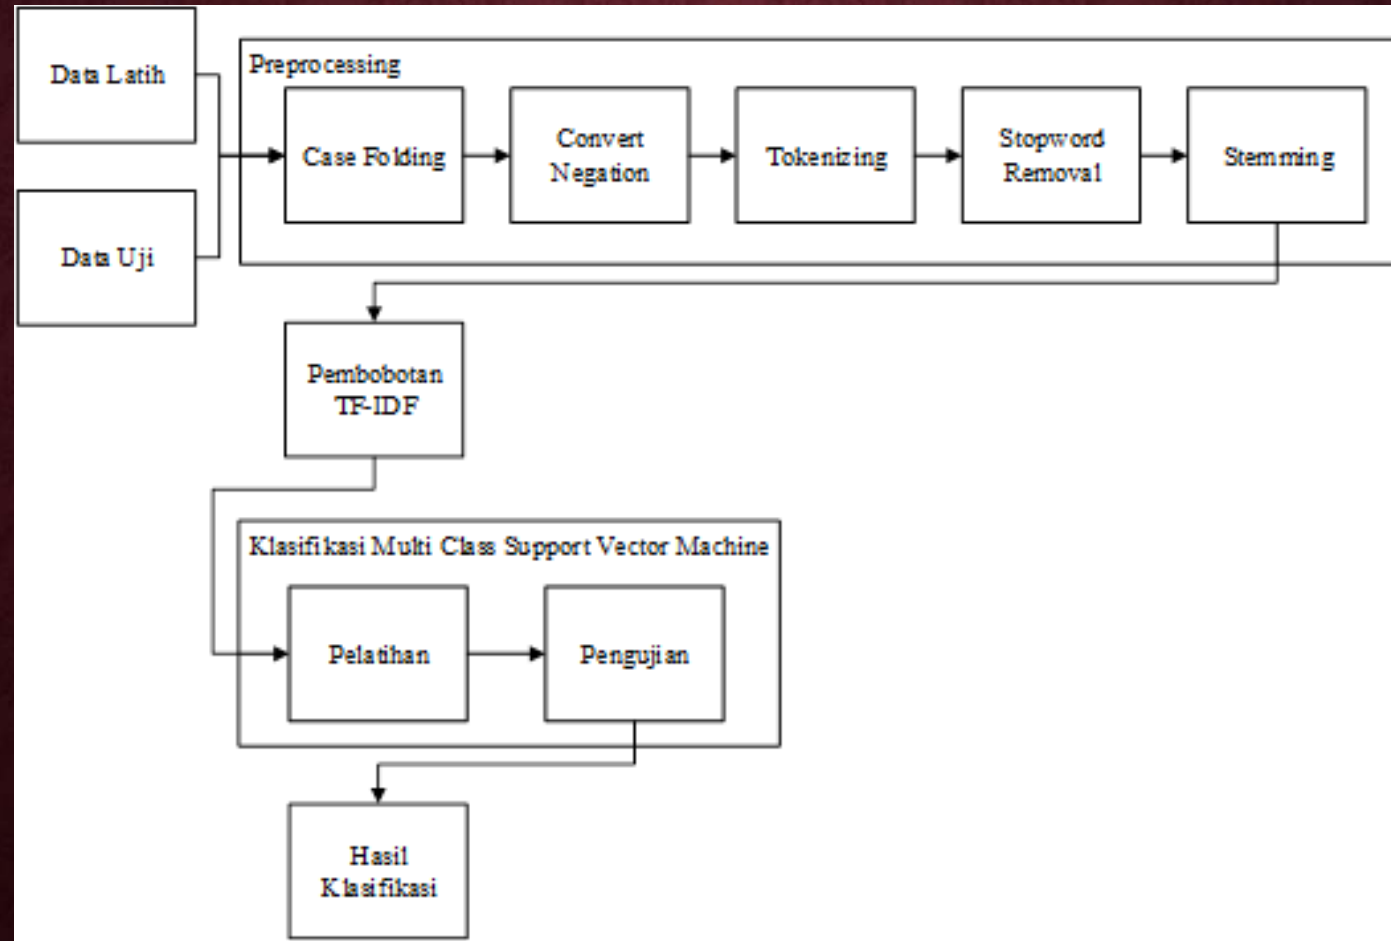 Data Latih
Preprocessing
Case Folding
Convert
Negation
Tokenizing
Stopword
Removal
Stemming
Data Uji
Pembobotan
TF-IDF
Klasifikasi Multi Class Support Vector Machine
Pelatihan
Pengujian
Hasil
Klasifikasi